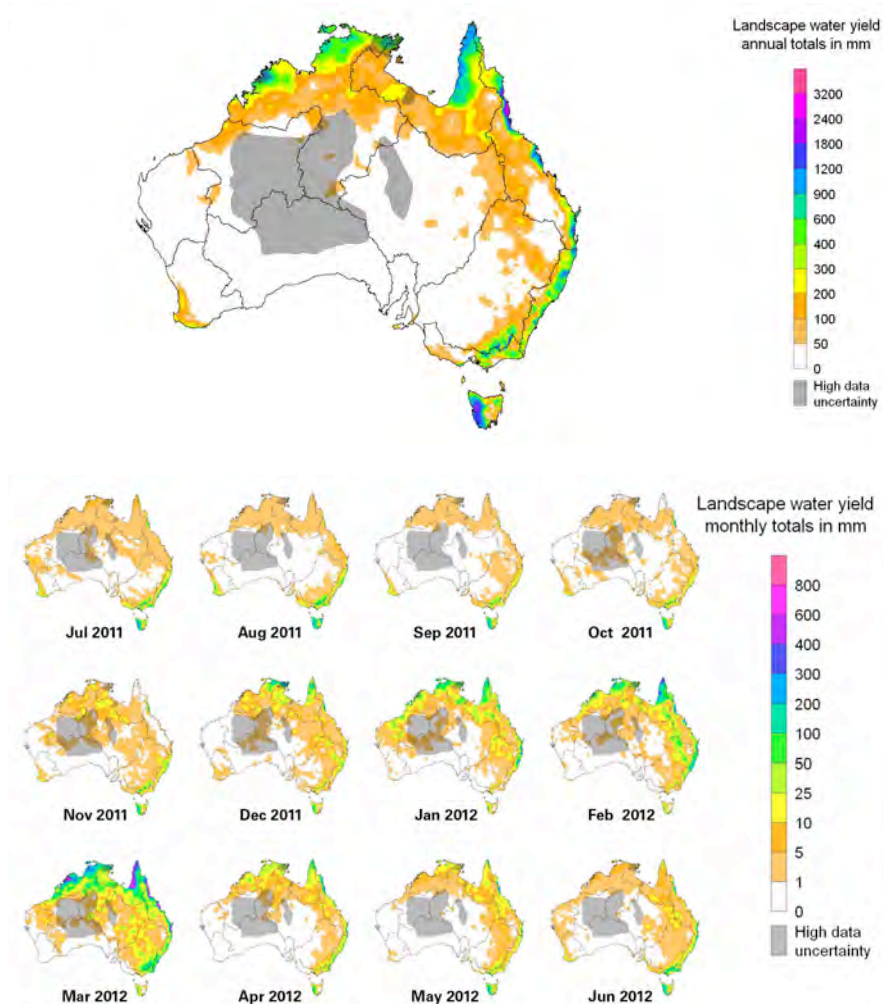 Landscape water yield
annual totals in mm
3200
2400
1800
1200
900
600
400
300
200
100
50
0
High data
uncertainty
Landscape water yield
monthly totals in mm
800
600
400
300
200
100
50
25
10
5
1
0
High data
uncertainty
Jul 2011
Aug 2011
Sep 2011
Oct 2011
Nov 2011
Dec 2011
Jan 2012
Feb 2012
Mar 2012
Apr 2012
May 2012
Jun 2012